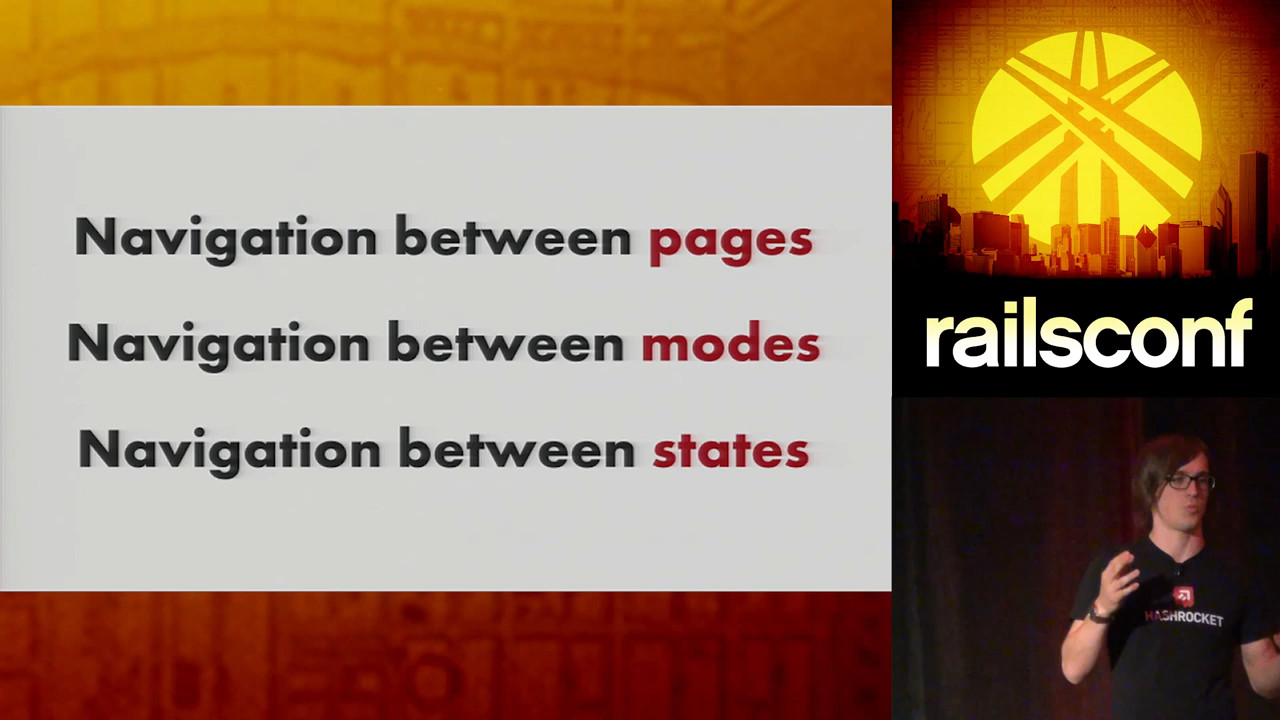 Navigation between pages
Navigation between modes
Navigation between states
railsconf
HASHROCKET